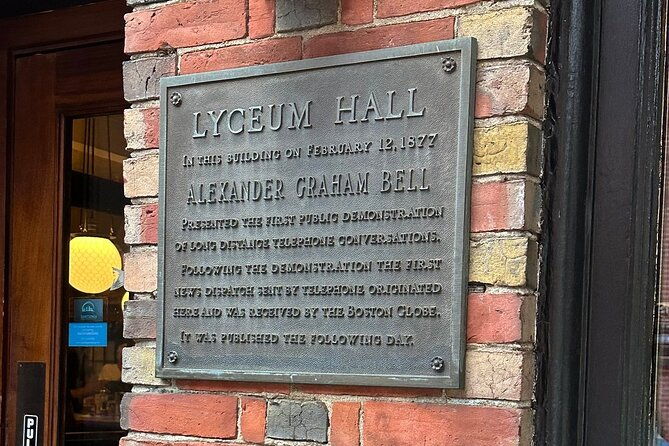 LYCEUM HALL
IN THIS BUILDING ON FEBRUARY 12, 1877
ALEXANDER GRAHAM BELL
PRESENTED THE FIRST PUBLIC DEMONSTRATION
OF LONG DISTANCE TELEPHONE CONVERSATIONS.
FOLLOWING THE DEMONSTRATION THE FIRST
NEWS DISPATCH SENT BY TELEPHONE ORIGINATED
HERE AND WAS RECEIVED BY THE BOSTON GLOBE.
IT WAS PUBLISHED THE FOLLOWING DAY.
PULL